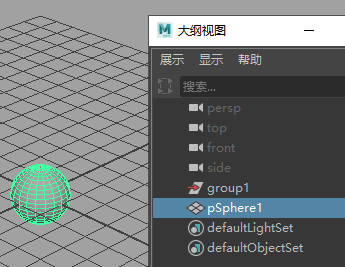 大纲视图
展示 显示 帮助
搜索...
persp
top
front
side
group1
pSphere1
defaultLightSet
defaultObjectSet